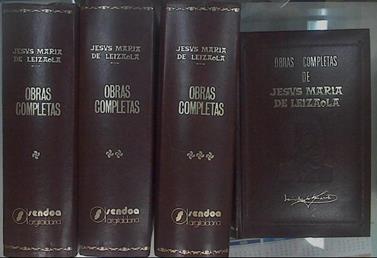 JESVS MARIA
DE LEIZAOLA
OBRAS
COMPLETAS
sendoa
argitaldaria
JESVS MARIA
DE LEIZAOLA
OBRAS
COMPLETAS
sendoa
argitaldaria
JESVS MARIA
DE LEIZAOLA
OBRAS
COMPLETAS
sendoa
argitaldaria
OBRAS COMPLETAS
DE
JESVS MARIA
DE LEIZAOLA